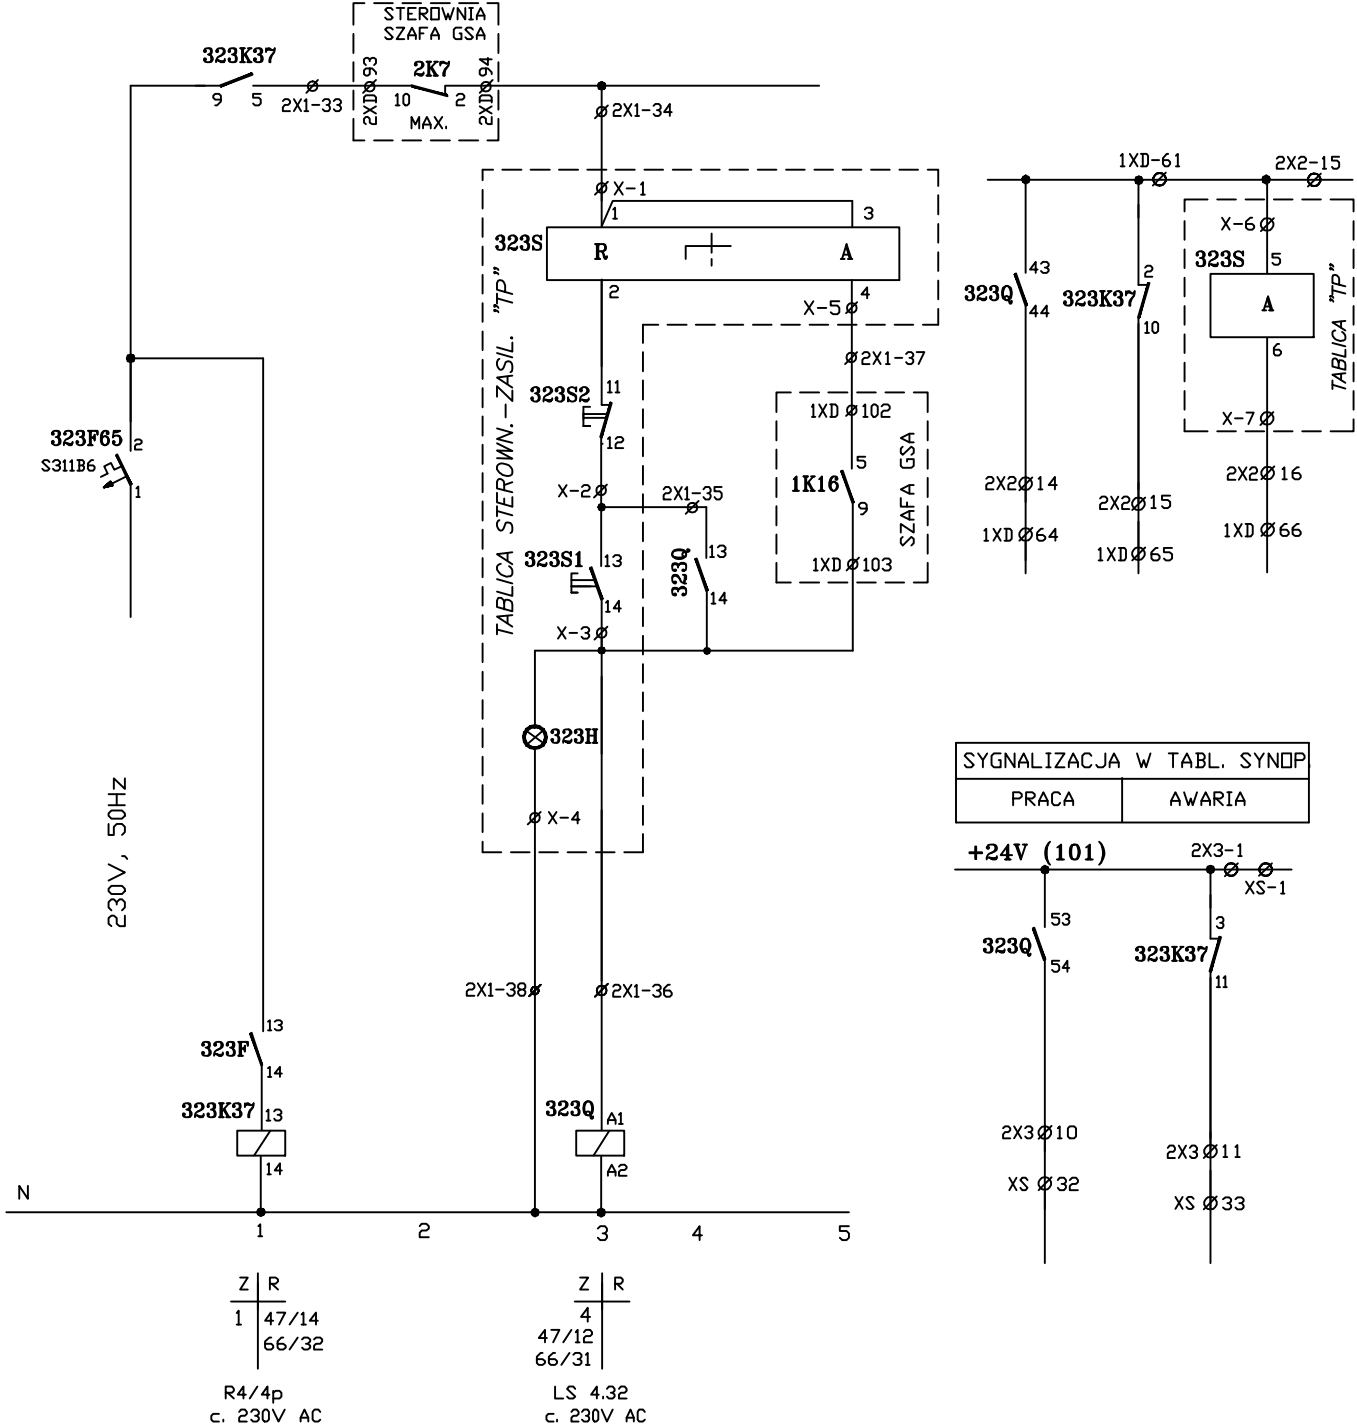 STEROWNIA
SZAFA GSA
323K37
9
5
2X1-33
2XD 93
2K7
10
2
MAX.
2XD 94
2X1-34
X-1
1
3
323S
R
A
2
4
X-5
2X1-37
TABLICA STEROWN.-ZASIL. "TP"
323S2
11
12
1XD 102
5
1K16
9
SZAFA GSA
1XD 103
X-2
2X1-35
323S1
13
14
323Q
13
14
X-3
323H
X-4
2X1-38
2X1-36
323F65
S311B6
2
1
230V, 50Hz
323F
13
14
323K37
13
14
323Q
A1
A2
N
1
2
3
4
5
Z R
1 47/14
66/32
R4/4p
c. 230V AC
Z R
4
47/12
66/31
LS 4.32
c. 230V AC
1XD-61
2X2-15
X-6
323S
5
A
6
TABLICA "TP"
X-7
43
323Q
44
2
323K37
10
2X2 14
1XD 64
2X2 15
1XD 65
2X2 16
1XD 66
SYGNALIZACJA W TABL. SYNOP
PRACA
AWARIA
+24V (101)
2X3-1
XS-1
53
323Q
54
3
323K37
11
2X3 10
XS 32
2X3 11
XS 33